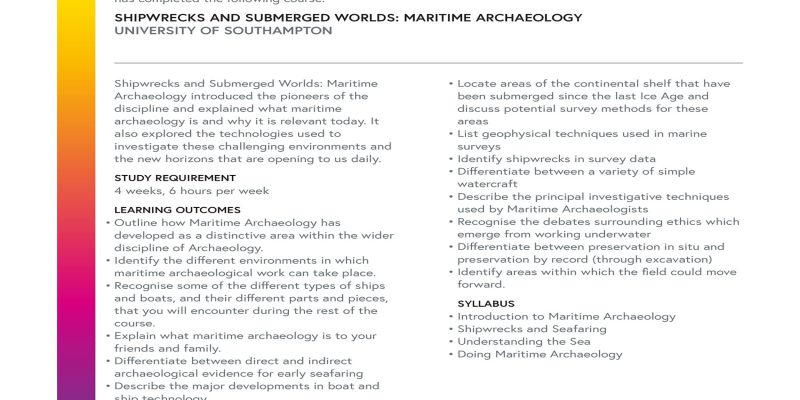 has completed the following course:
SHIPWRECKS AND SUBMERGED WORLDS: MARITIME ARCHAEOLOGY
UNIVERSITY OF SOUTHAMPTON
Shipwrecks and Submerged Worlds: Maritime
Archaeology introduced the pioneers of the
discipline and explained what maritime
archaeology is and why it is relevant today. It
also explored the technologies used to
investigate these challenging environments and
the new horizons that are opening to us daily.
STUDY REQUIREMENT
4 weeks, 6 hours per week
LEARNING OUTCOMES
• Outline how Maritime Archaeology has
developed as a distinctive area within the wider
discipline of Archaeology.
• Identify the different environments in which
maritime archaeological work can take place.
• Recognise some of the different types of ships
and boats, and their different parts and pieces,
that you will encounter during the rest of the
course.
• Explain what maritime archaeology is to your
friends and family.
• Differentiate between direct and indirect
archaeological evidence for early seafaring
• Describe the major developments in boat and
ship technology
• Locate areas of the continental shelf that have
been submerged since the last Ice Age and
discuss potential survey methods for these
areas
• List geophysical techniques used in marine
surveys
• Identify shipwrecks in survey data
• Differentiate between a variety of simple
watercraft
• Describe the principal investigative techniques
used by Maritime Archaeologists
• Recognise the debates surrounding ethics which
emerge from working underwater
• Differentiate between preservation in situ and
preservation by record (through excavation)
• Identify areas within which the field could move
forward.
SYLLABUS
• Introduction to Maritime Archaeology
• Shipwrecks and Seafaring
• Understanding the Sea
• Doing Maritime Archaeology